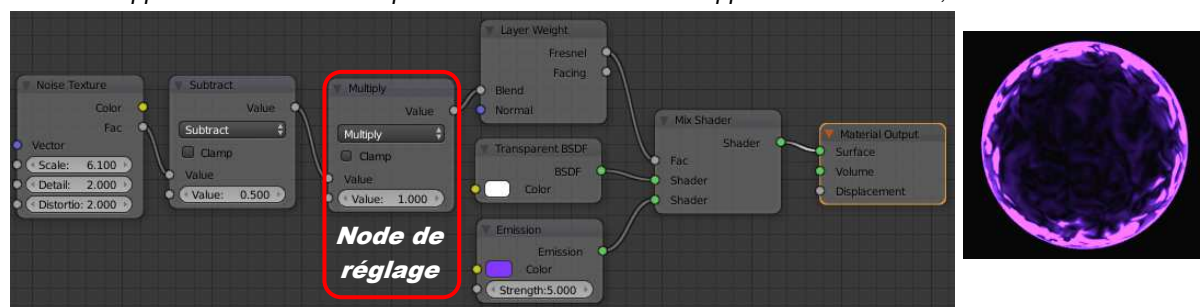 Noise Texture
Color
Fac
Vector
Scale: 6.100
Detail: 2.000
Distortio: 2.000
Subtract
Value
Subtract
Clamp
Value
Value: 0.500
Multiply
Value
Multiply
Clamp
Value
Value: 1.000
Node de
réglage
Layer Weight
Fresnel
Facing
Blend
Normal
Transparent BSDF
BSDF
Color
Emission
Emission
Color
Strength:5.000
Mix Shader
Shader
Fac
Shader
Shader
Material Output
Surface
Volume
Displacement